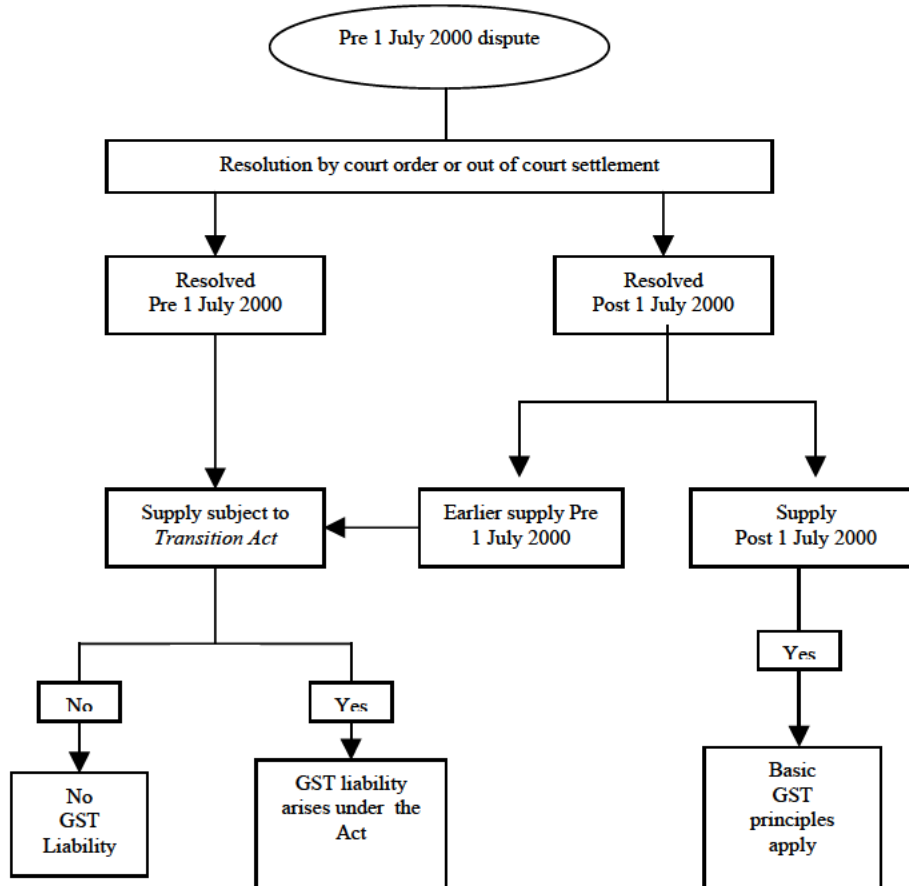 Pre 1 July 2000 dispute
Resolution by court order or out of court settlement
Resolved
Pre 1 July 2000
Resolved
Post 1 July 2000
Supply subject to
Transition Act
Earlier supply Pre
1 July 2000
Supply
Post 1 July 2000
Yes
No
Yes
No
GST
Liability
GST liability
arises under the
Act
Basic
GST
principles
apply